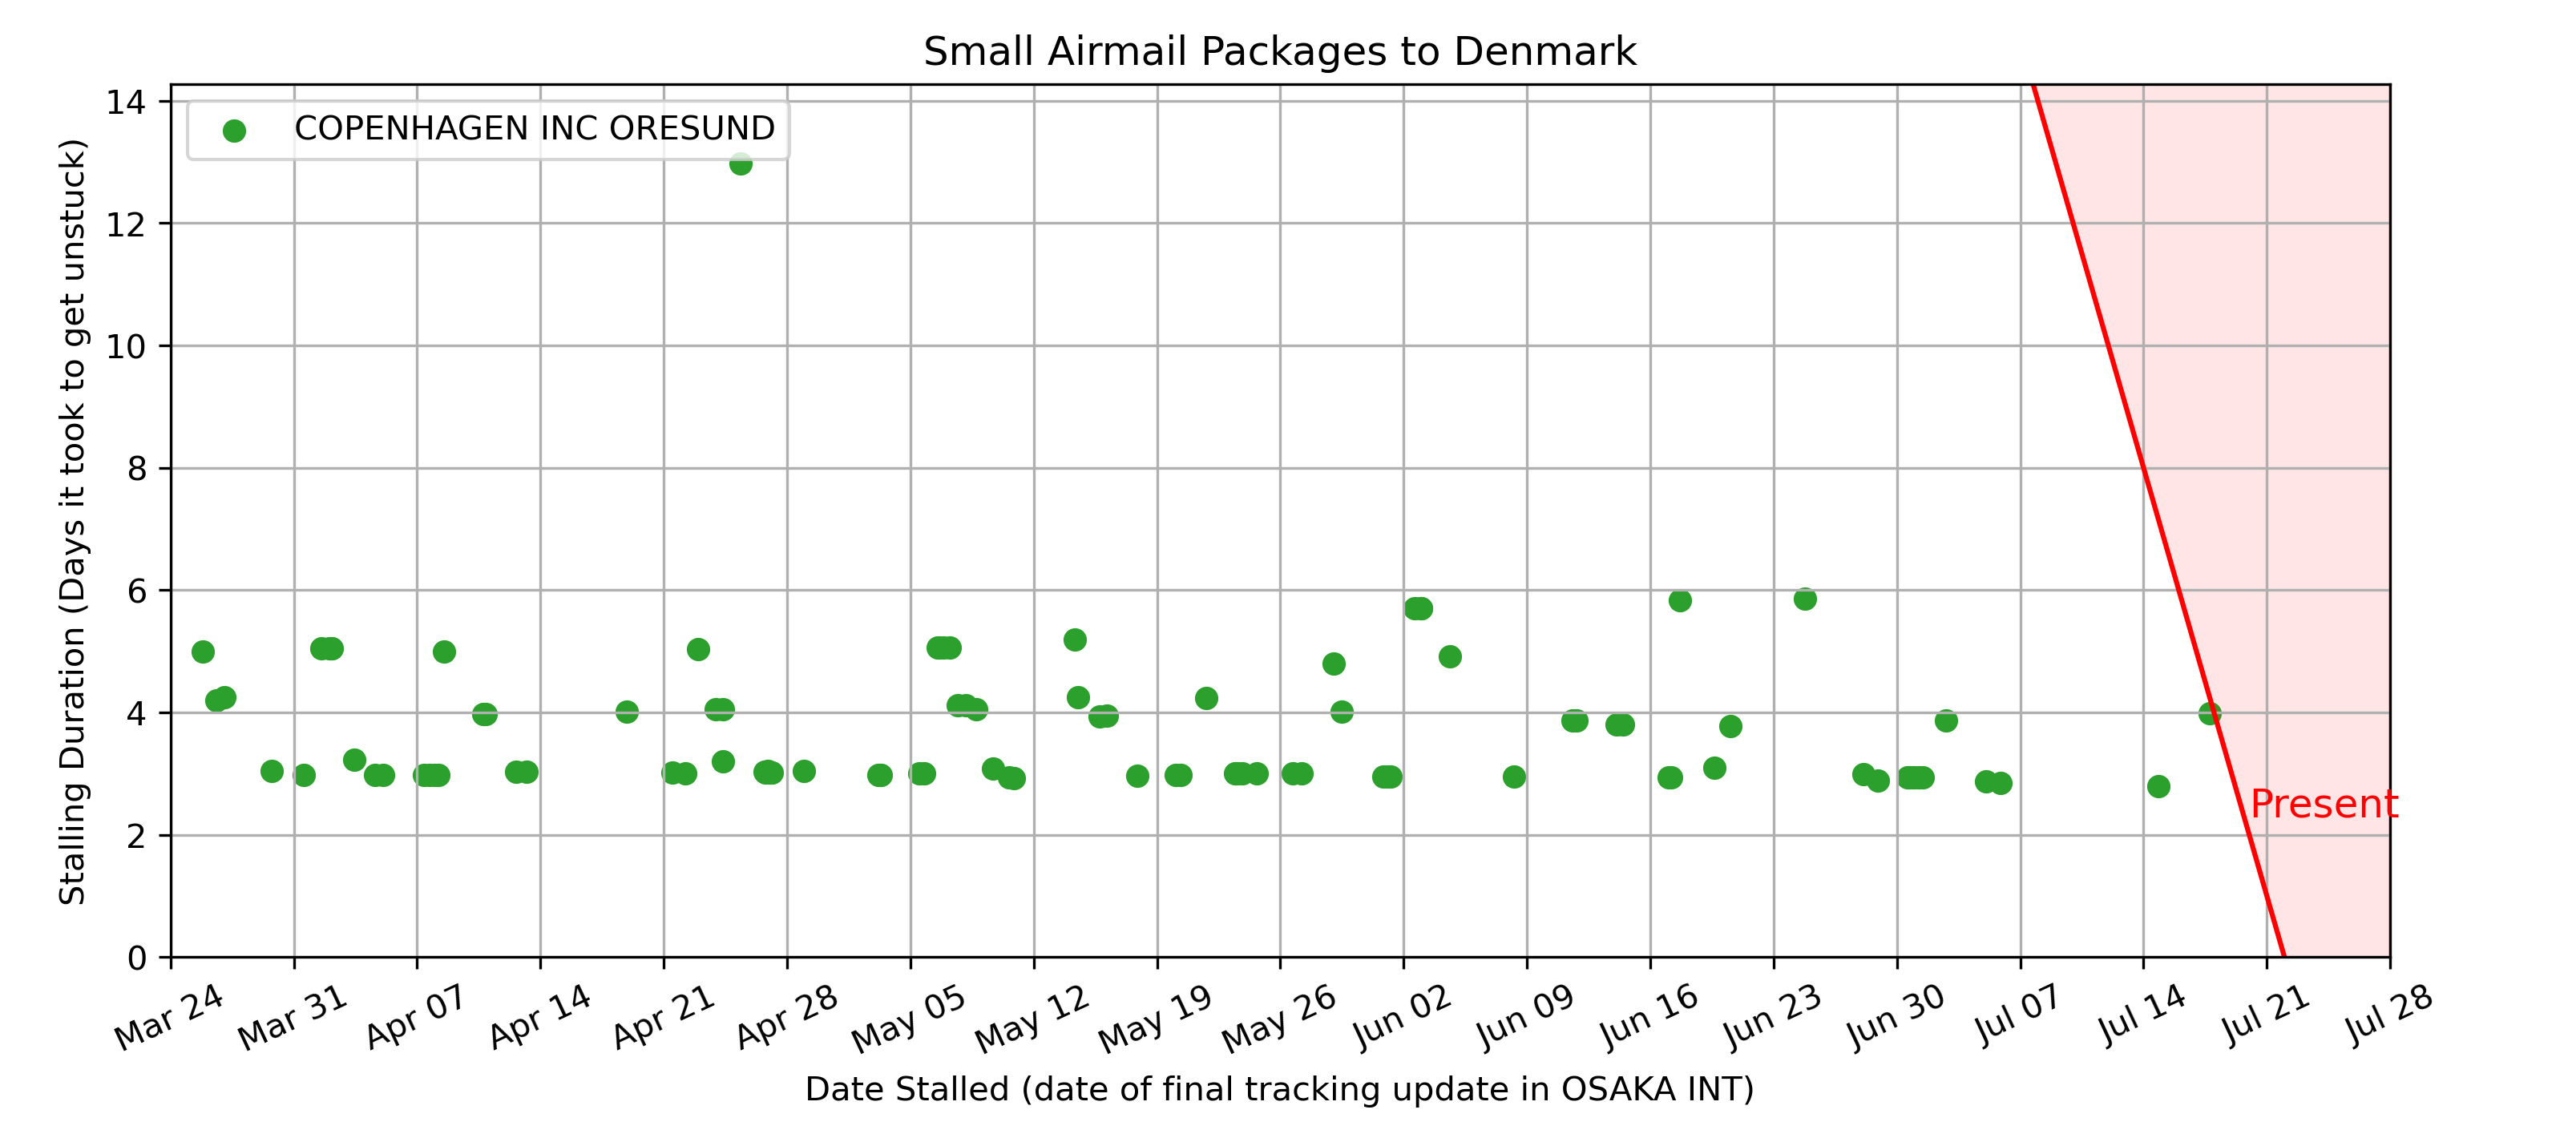 Small Airmail Packages to Denmark
COPENHAGEN INC ORESUND
Stalling Duration (Days it took to get unstuck)
14
12
10
8
6
4
2
0
Present
Mar 24
Mar 31
Apr 07
Apr 14
Apr 21
Apr 28
May 05
May 12
May 19
May 26
Jun 02
Jun 09
Jun 16
Jun 23
Jun 30
Jul 07
Jul 14
Jul 21
Jul 28
Date Stalled (date of final tracking update in OSAKA INT)